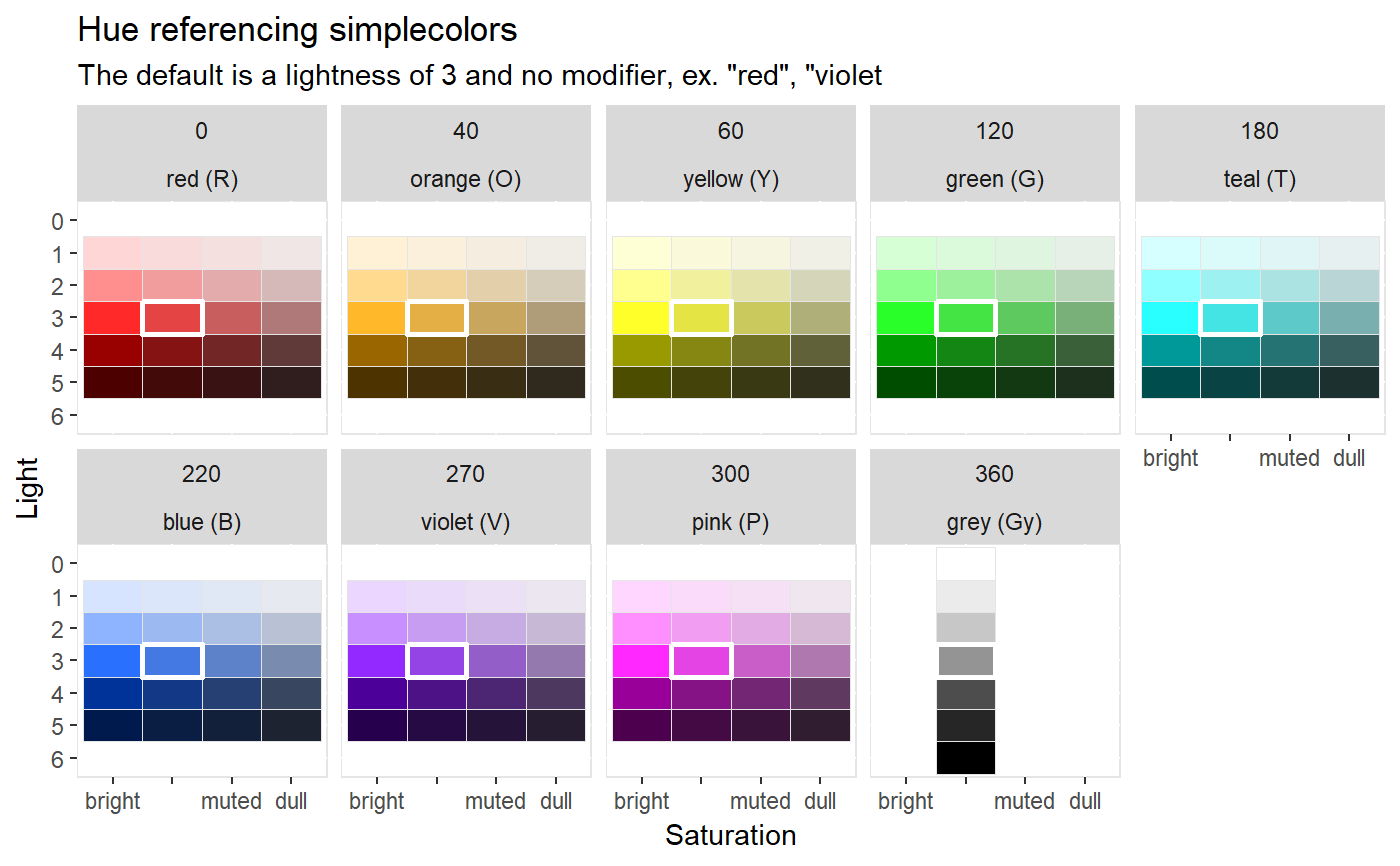 Hue referencing simplecolors
The default is a lightness of 3 and no modifier, ex. "red", "violet
0 40 60 120 180
red (R) orange (O) yellow (Y) green (G) teal (T)
0
1
2
3
4
5
6
bright muted dull
Light
220 270 300 360
blue (B) violet (V) pink (P) grey (Gy)
0
1
2
3
4
5
6
bright muted dull bright muted dull bright muted dull bright muted dull
Saturation